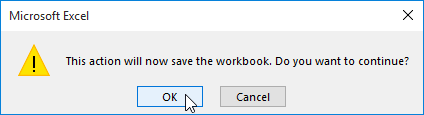 Microsoft Excel
This action will now save the workbook. Do you want to continue?
OK
Cancel